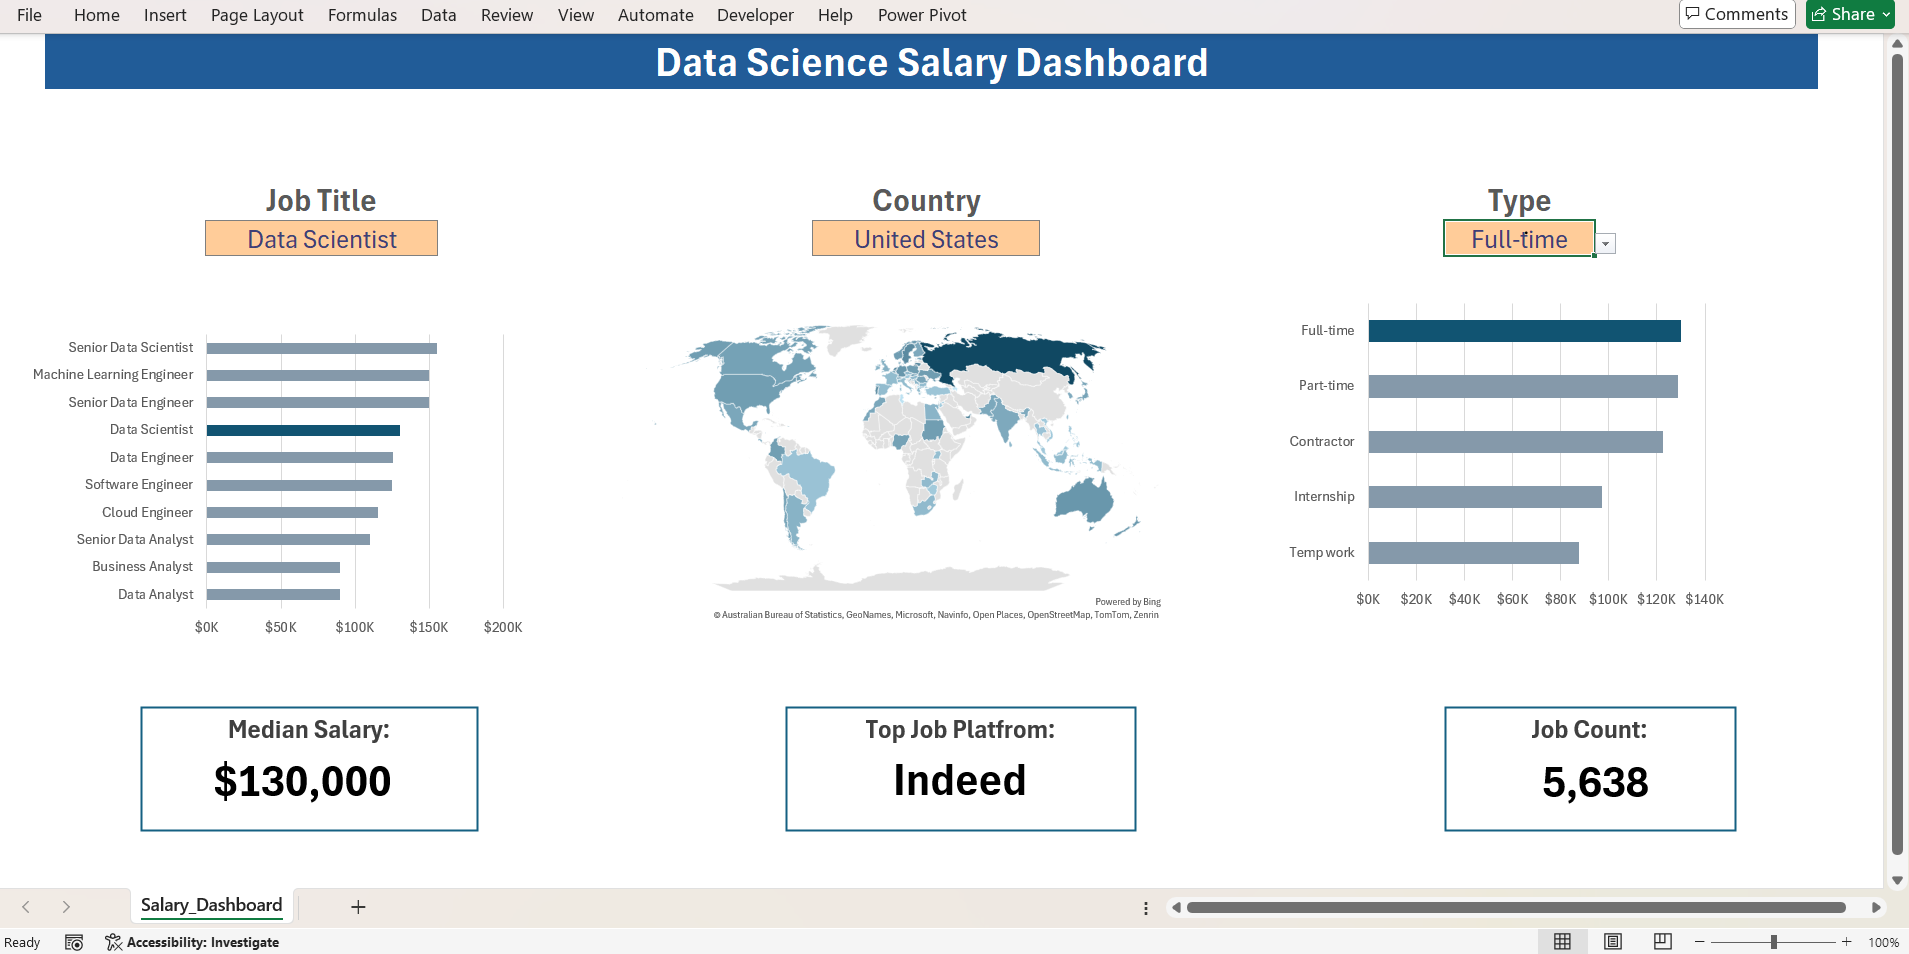 File Home Insert Page Layout Formulas Data Review View Automate Developer Help Power Pivot Comments Share
Data Science Salary Dashboard
Job Title
Data Scientist
Country
United States
Type
Full-time
Senior Data Scientist
Machine Learning Engineer
Senior Data Engineer
Data Scientist
Data Engineer
Software Engineer
Cloud Engineer
Senior Data Analyst
Business Analyst
Data Analyst
$0K $50K $100K $150K $200K
Powered by Bing
© Australian Bureau of Statistics, GeoNames, Microsoft, Navinfo, Open Places, OpenStreetMap, TomTom, Zenrin
Full-time
Part-time
Contractor
Internship
Temp work
$0K $20K $40K $60K $80K $100K $120K $140K
Median Salary:
$130,000
Top Job Platfrom:
Indeed
Job Count:
5,638
Salary_Dashboard
Ready Accessibility: Investigate 100%